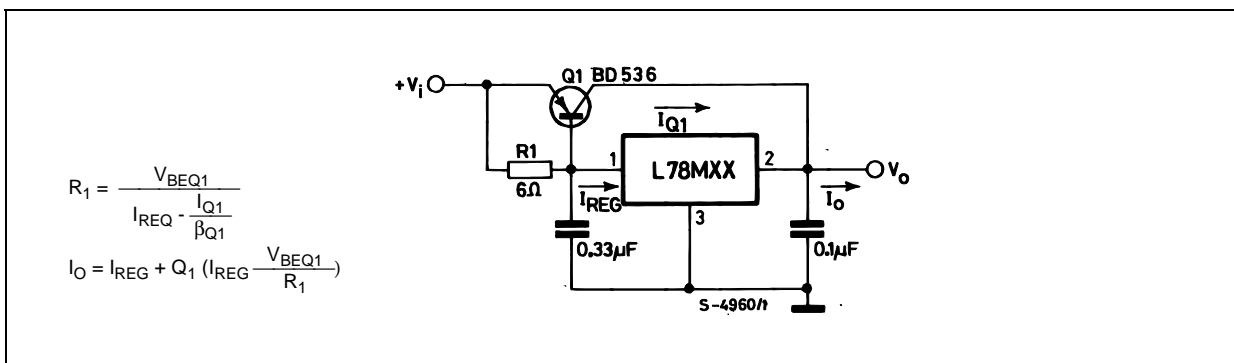 Q1 BD536
+Vi
IQ1
R1
1
L78MXX
2
Vo
6Ω
IREG
3
Io
0.33µF
0.1µF
S-4960/1
R1 = VBEQ1 / IREQ - IQ1 / βQ1
IO = IREG + Q1 (IREG VBEQ1 / R1)